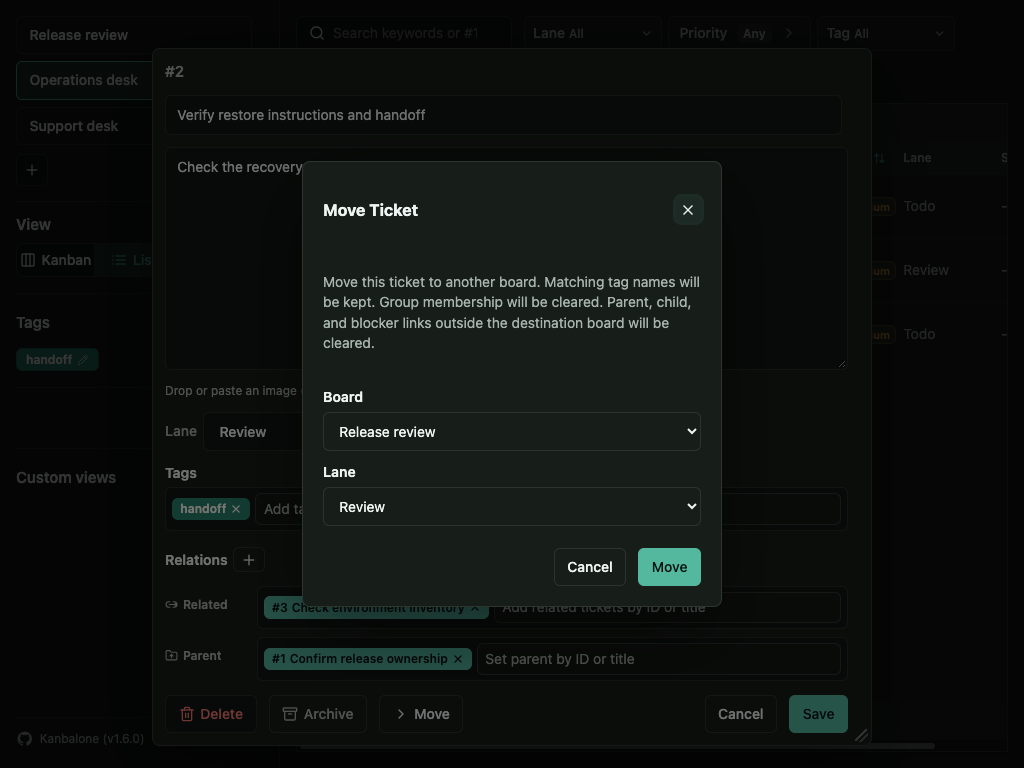 Release review
Search keywords or #1
Lane All
Priority Any
Tag All
Operations desk
Support desk
View
Kanban
Lis
Tags
handoff
Custom views
Kanbalone (v1.6.0)
Lane
Todo
Review
Todo
#2
Verify restore instructions and handoff
Check the recovery
Drop or paste an image
Lane Review
Tags
handoff
Relations
Related
#3 Check environment inventory
Add related tickets by ID or title
Parent
#1 Confirm release ownership
Set parent by ID or title
Delete
Archive
Move
Cancel
Save
Move Ticket
Move this ticket to another board. Matching tag names will
be kept. Group membership will be cleared. Parent, child,
and blocker links outside the destination board will be
cleared.
Board
Release review
Lane
Review
Cancel
Move